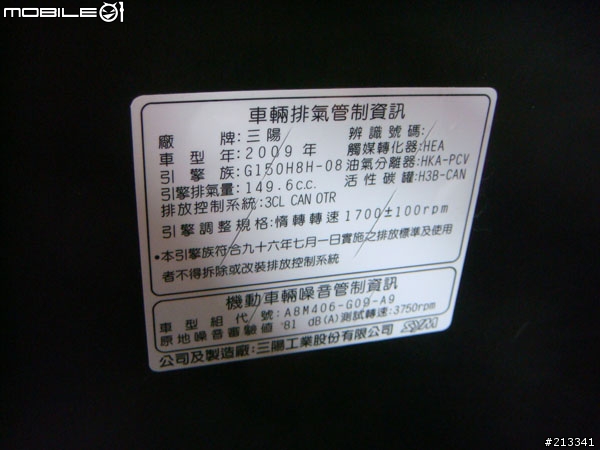 MOBILE01
車輛排氣管制資訊
廠 牌:三陽 辨識號碼:
車型年:2009年 觸媒轉化器:HEA
引擎族:G150H8H-08 油氣分離器:HKA-PCV
引擎排氣量:149.6c.c. 活性碳罐:H3B-CAN
排放控制系統:3CL CAN OTR
引擎調整規格:惰轉轉速1700±100rpm
•本引擎族符合九十六年七月一日實施之排放標準及使用
者不得拆除或改裝排放控制系統
機動車輛噪音管制資訊
車型組代號:A8M406-G09-A9
原地噪音審驗值:81 dB(A)測試轉速:3750rpm
公司及製造廠:三陽工業股份有限公司 SYM
#213341